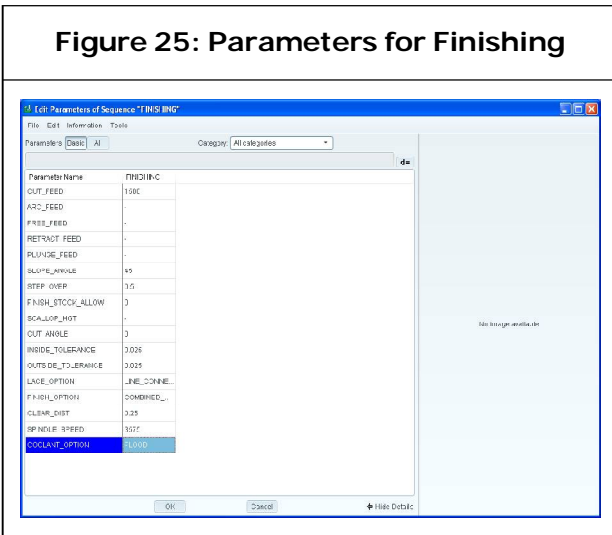 Figure 25: Parameters for Finishing
Edit Parameters of Sequence "FINISHING"
File Edit Information Tools
Parameters Basic All Category: All categories
Parameter Name FINISHING
CUT_FEED
ARC_FEED -
FREE_FEED -
RETRACT_FEED -
PLUNGE_FEED -
SLOPE_ANGLE 45
STEP_OVER 0.5
FINISH_STOCK_ALLOW 0
SCALLOP_HGT -
CUT_ANGLE 0
INSIDE_TOLERANCE 0.025
OUTSIDE_TOLERANCE 0.025
LACE_OPTION LINE_CONNE...
FINISH_OPTION COMBINED_...
CLEAR_DIST 0.25
SPINDLE_SPEED
COOLANT_OPTION FLOOD
No image available
OK Cancel Hide Details